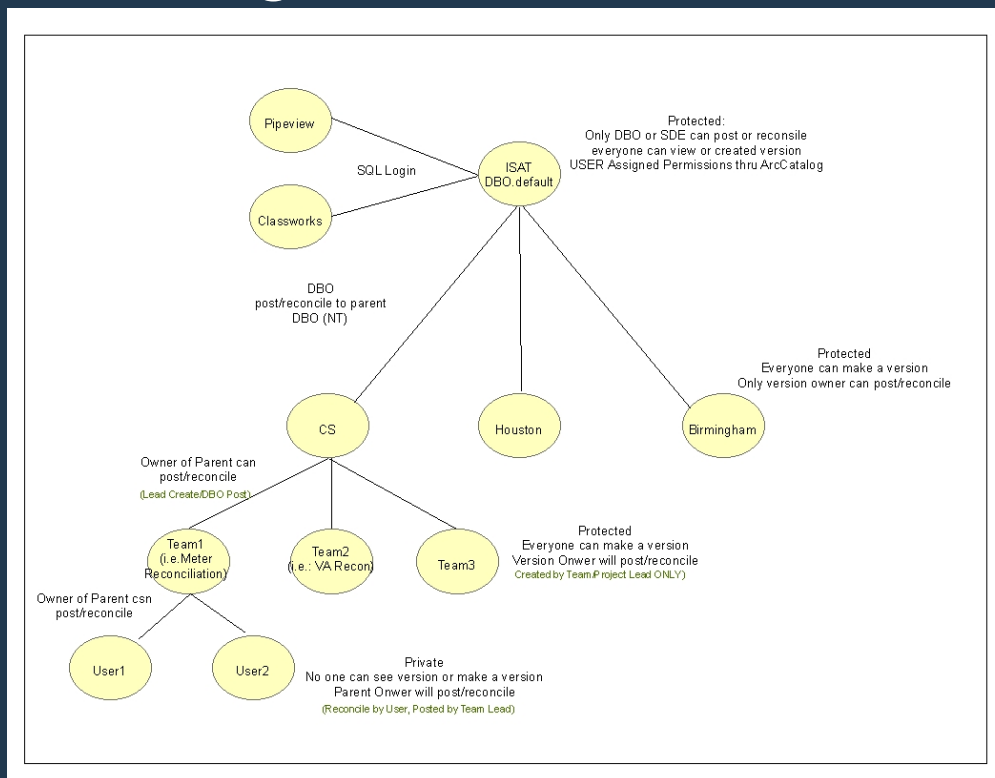 Pipeview
Protected:
Only DBO or SDE can post or reconsile
everyone can view or created version
USER Assigned Permissions thru ArcCatalog
ISAT
DBO.default
SQL Login
Classworks
DBO
post/reconcile to parent
DBO (NT)
Protected
Everyone can make a version
Only version owner can post/reconcile
CS
Houston
Birmingham
Owner of Parent can
post/reconcile
(Lead Create/DBO Post)
Team1
(i.e.Meter
Reconciliation)
Team2
(i.e.: VA Recon)
Team3
Protected
Everyone can make a version
Version Onwer will post/reconcile
Created by Team/Project Lead ONLY)
Owner of Parent csn
post/reconcile
User1
User2
Private
No one can see version or make a version
Parent Onwer will post/reconcile
(Reconcile by User, Posted by Team Lead)